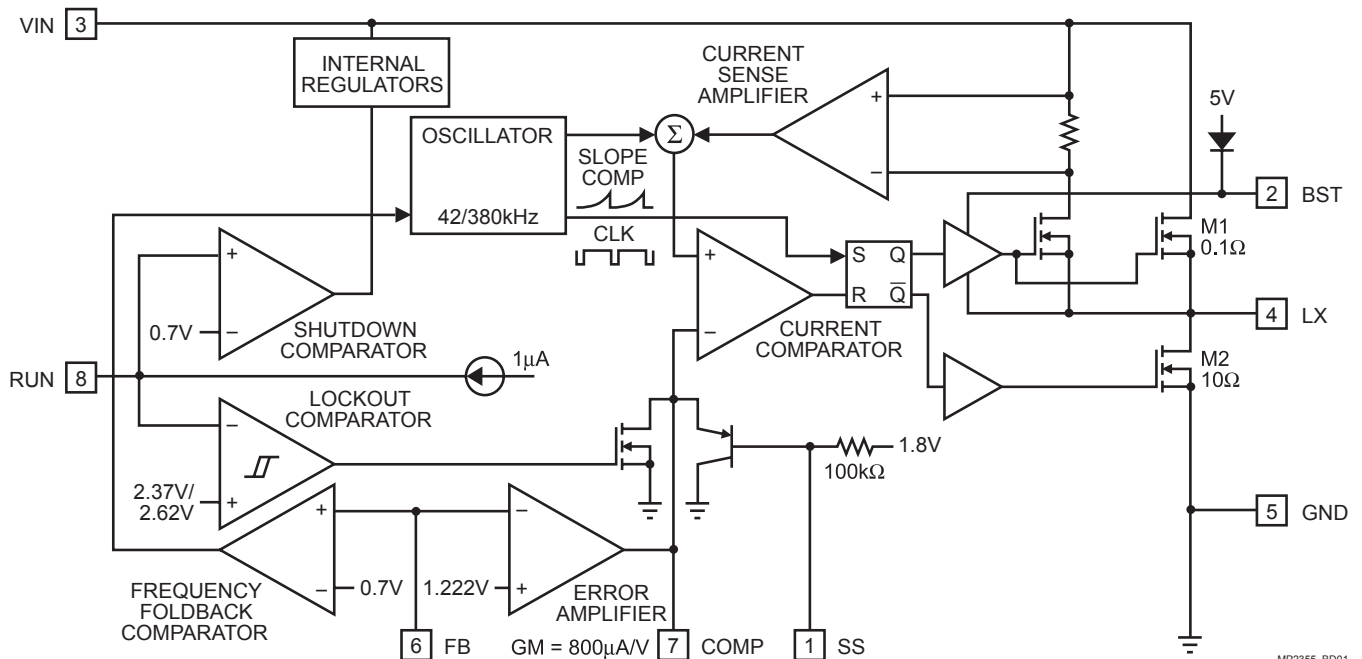 VIN 3
INTERNAL
REGULATORS
CURRENT
SENSE
AMPLIFIER
+
−
5V
OSCILLATOR
42/380kHz
Σ
SLOPE
COMP
CLK
2 BST
M1
0.1Ω
+
−
0.7V
SHUTDOWN
COMPARATOR
+
−
CURRENT
COMPARATOR
S Q
R Q̅
4 LX
M2
10Ω
RUN 8
1µA
LOCKOUT
COMPARATOR
−
+
2.37V/
2.62V
1.8V
100kΩ
5 GND
+
−
0.7V
FREQUENCY
FOLDBACK
COMPARATOR
−
+
1.222V
ERROR
AMPLIFIER
6 FB
GM = 800µA/V
7 COMP
1 SS
MP2355_BD01